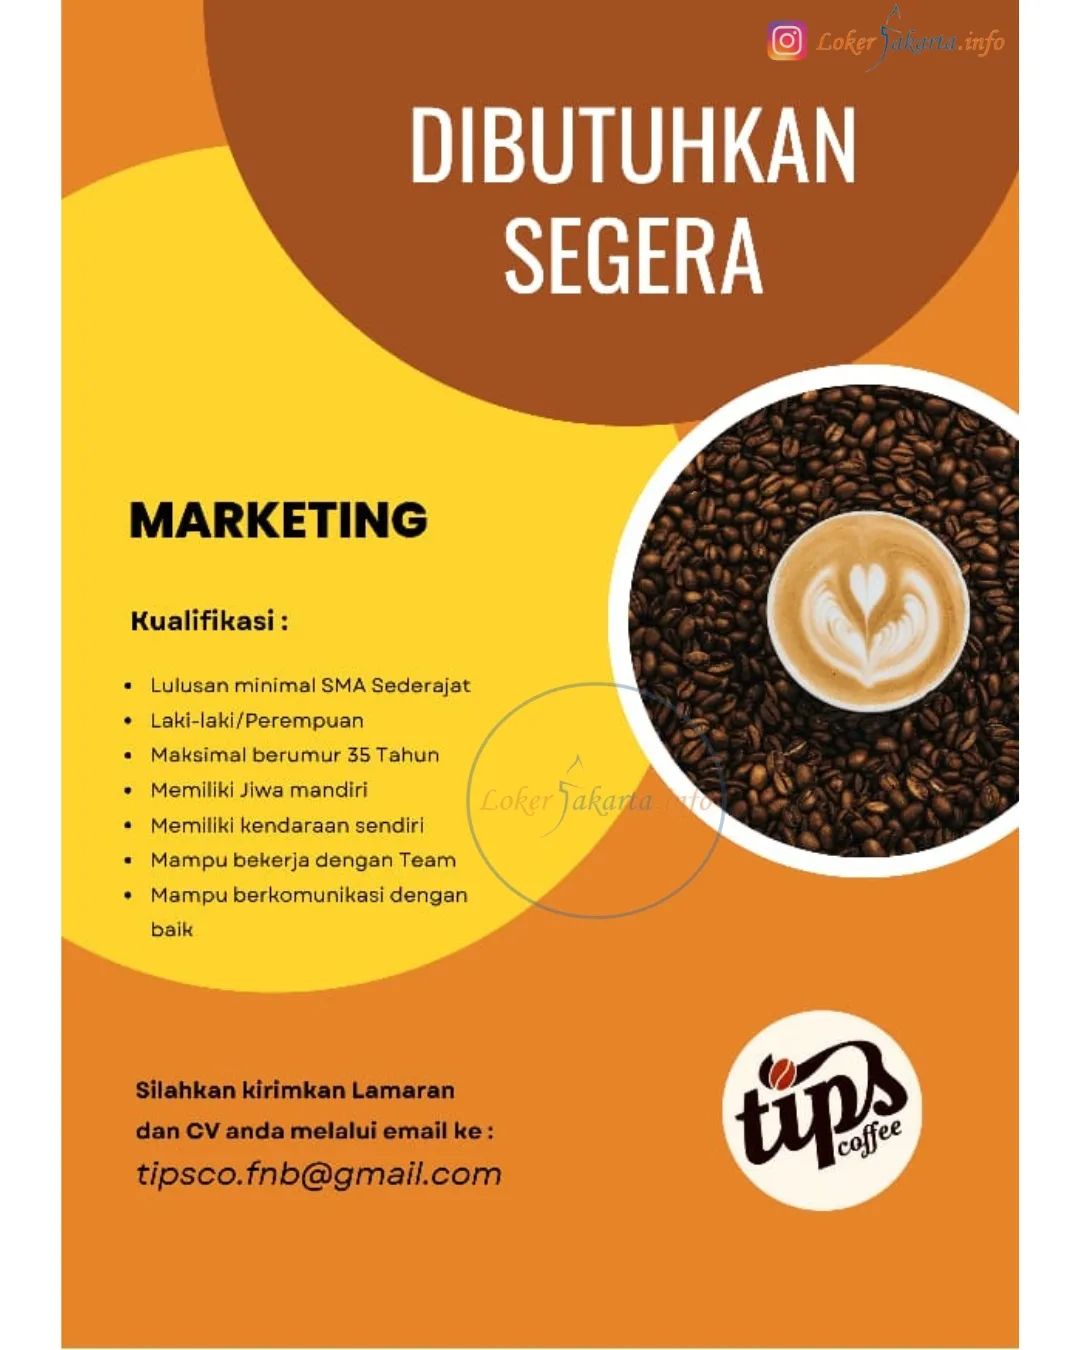 Loker Jakarta.info
DIBUTUHKAN
SEGERA
MARKETING
Kualifikasi :
• Lulusan minimal SMA Sederajat
• Laki-laki/Perempuan
• Maksimal berumur 35 Tahun
• Memiliki Jiwa mandiri
• Memiliki kendaraan sendiri
• Mampu bekerja dengan Team
• Mampu berkomunikasi dengan
baik
Loker Jakarta.info
Silahkan kirimkan Lamaran
dan CV anda melalui email ke :
tipsco.fnb@gmail.com
tips
coffee